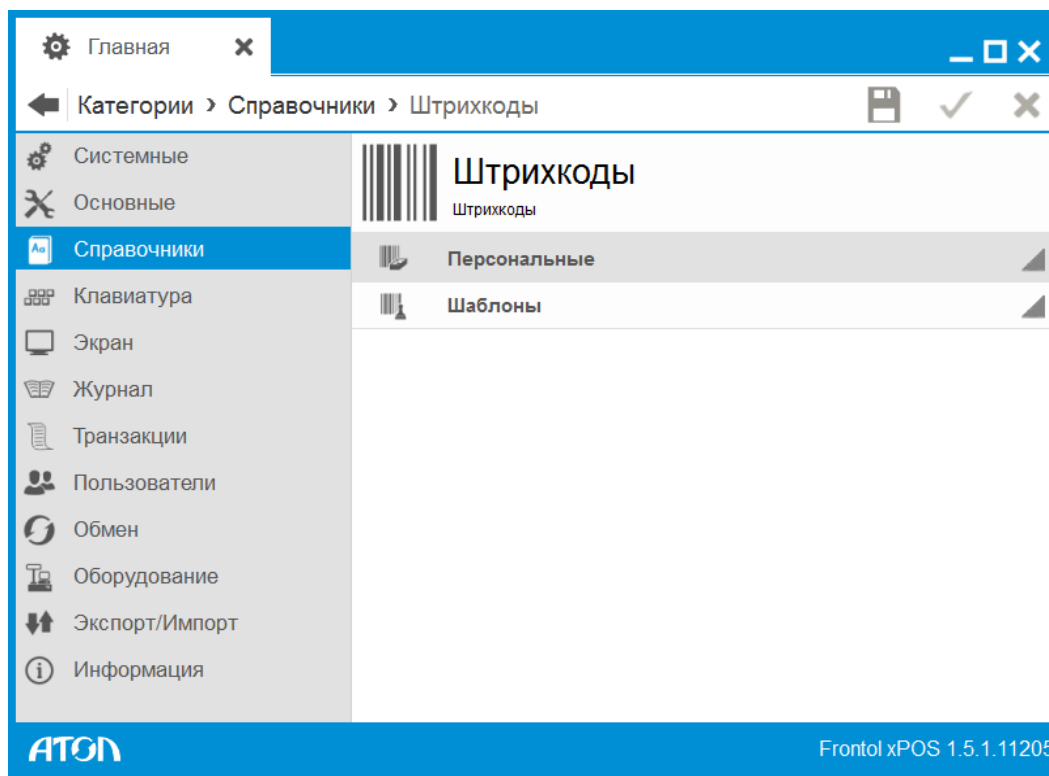 Главная
Категории › Справочники › Штрихкоды
Системные
Основные
Справочники
Клавиатура
Экран
Журнал
Транзакции
Пользователи
Обмен
Оборудование
Экспорт/Импорт
Информация
Штрихкоды
Штрихкоды
Персональные
Шаблоны
АТОЛ
Frontol xPOS 1.5.1.11205